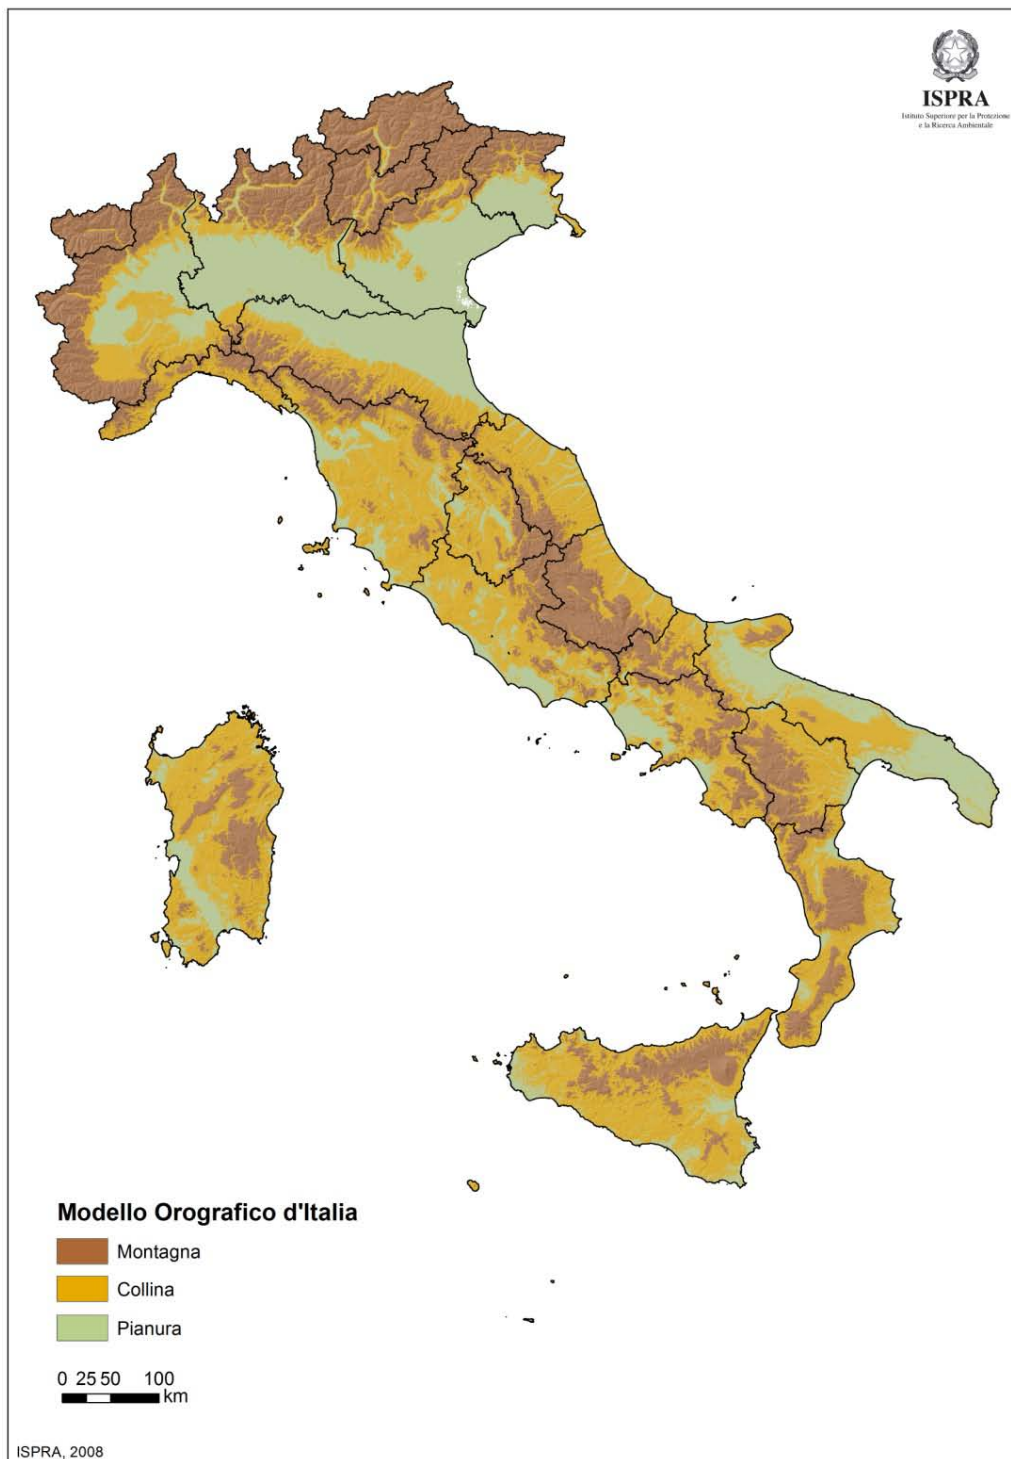 ISPRA
Istituto Superiore per la Protezione
e la Ricerca Ambientale
Modello Orografico d'Italia
Montagna
Collina
Pianura
0 25 50 100
km
ISPRA, 2008